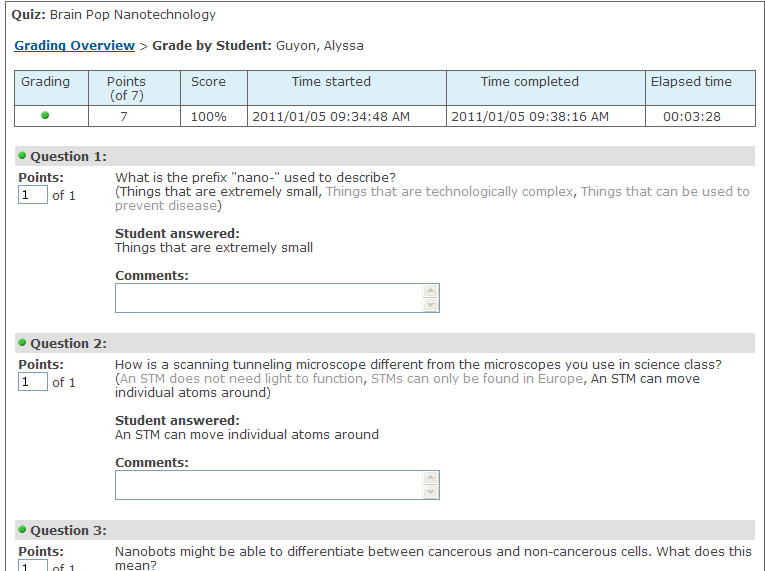 Quiz: Brain Pop Nanotechnology
Grading Overview > Grade by Student: Guyon, Alyssa
Grading Points (of 7) Score Time started Time completed Elapsed time
7 100% 2011/01/05 09:34:48 AM 2011/01/05 09:38:16 AM 00:03:28
Question 1:
Points: What is the prefix "nano-" used to describe?
1 of 1 (Things that are extremely small, Things that are technologically complex, Things that can be used to
prevent disease)
Student answered:
Things that are extremely small
Comments:
Question 2:
Points: How is a scanning tunneling microscope different from the microscopes you use in science class?
1 of 1 (An STM does not need light to function, STMs can only be found in Europe, An STM can move
individual atoms around)
Student answered:
An STM can move individual atoms around
Comments:
Question 3:
Points: Nanobots might be able to differentiate between cancerous and non-cancerous cells. What does this
1 of 1 mean?